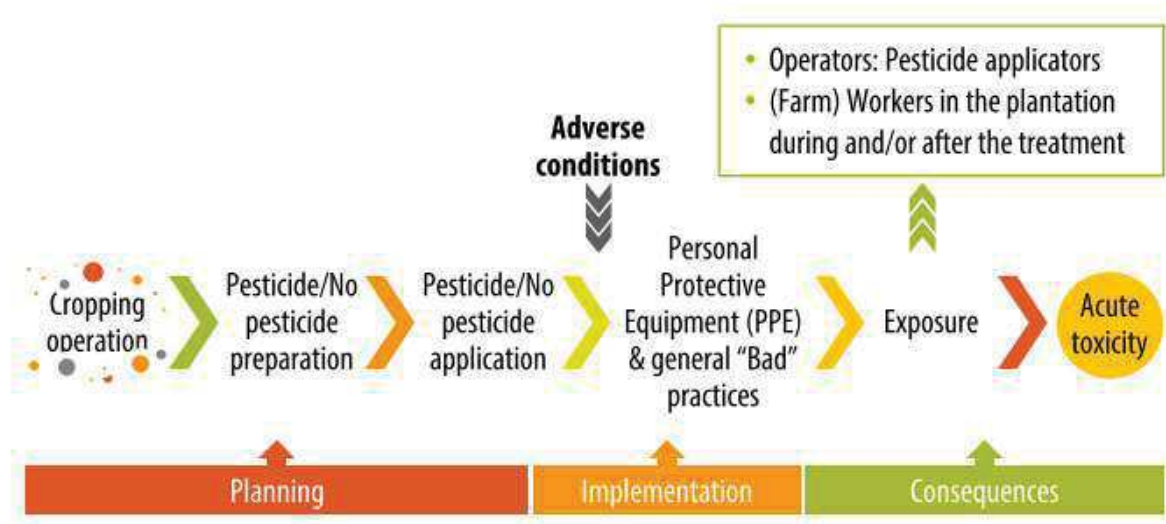 • Operators: Pesticide applicators
• (Farm) Workers in the plantation
during and/or after the treatment
Adverse
conditions
Cropping
operation
Pesticide/No
pesticide
preparation
Pesticide/No
pesticide
application
Personal
Protective
Equipment (PPE)
& general “Bad”
practices
Exposure
Acute
toxicity
Planning
Implementation
Consequences